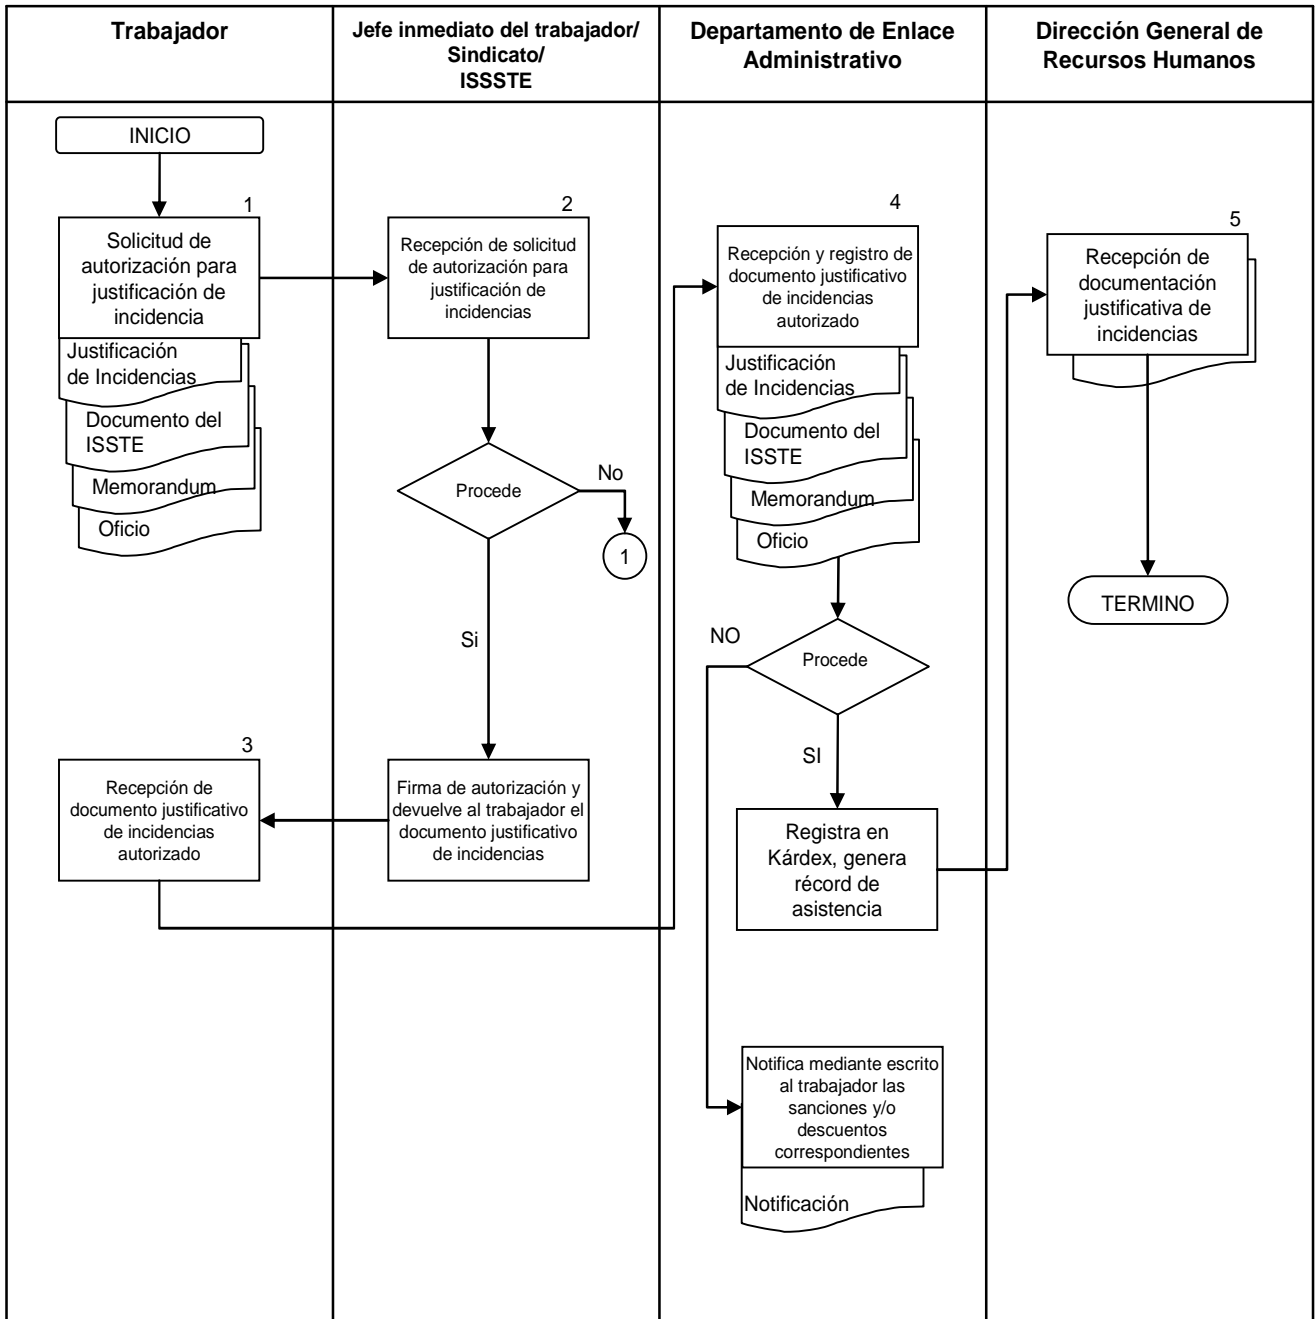 Trabajador
Jefe inmediato del trabajador/
Sindicato/
ISSSTE
Departamento de Enlace
Administrativo
Dirección General de
Recursos Humanos
INICIO
1
Solicitud de
autorización para
justificación de
incidencia
Justificación
de Incidencias
Documento del
ISSTE
Memorandum
Oficio
2
Recepción de solicitud
de autorización para
justificación de
incidencias
Procede
No
1
Si
Firma de autorización y
devuelve al trabajador el
documento justificativo
de incidencias
3
Recepción de
documento justificativo
de incidencias
autorizado
4
Recepción y registro de
documento justificativo
de incidencias
autorizado
Justificación
de Incidencias
Documento del
ISSTE
Memorandum
Oficio
Procede
NO
SI
Registra en
Kárdex, genera
récord de
asistencia
Notifica mediante escrito
al trabajador las
sanciones y/o
descuentos
correspondientes
Notificación
5
Recepción de
documentación
justificativa de
incidencias
TERMINO